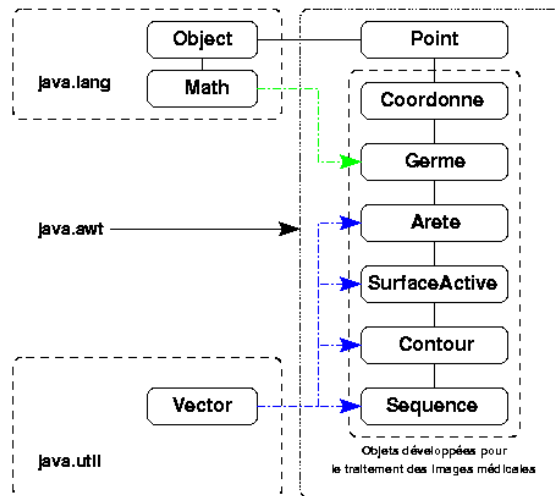 Object
Point
java.lang
Math
Coordonne
Germe
java.awt
Arete
SurfaceActive
Contour
Vector
Sequence
java.util
Objets développées pour
le traitement des images médicales